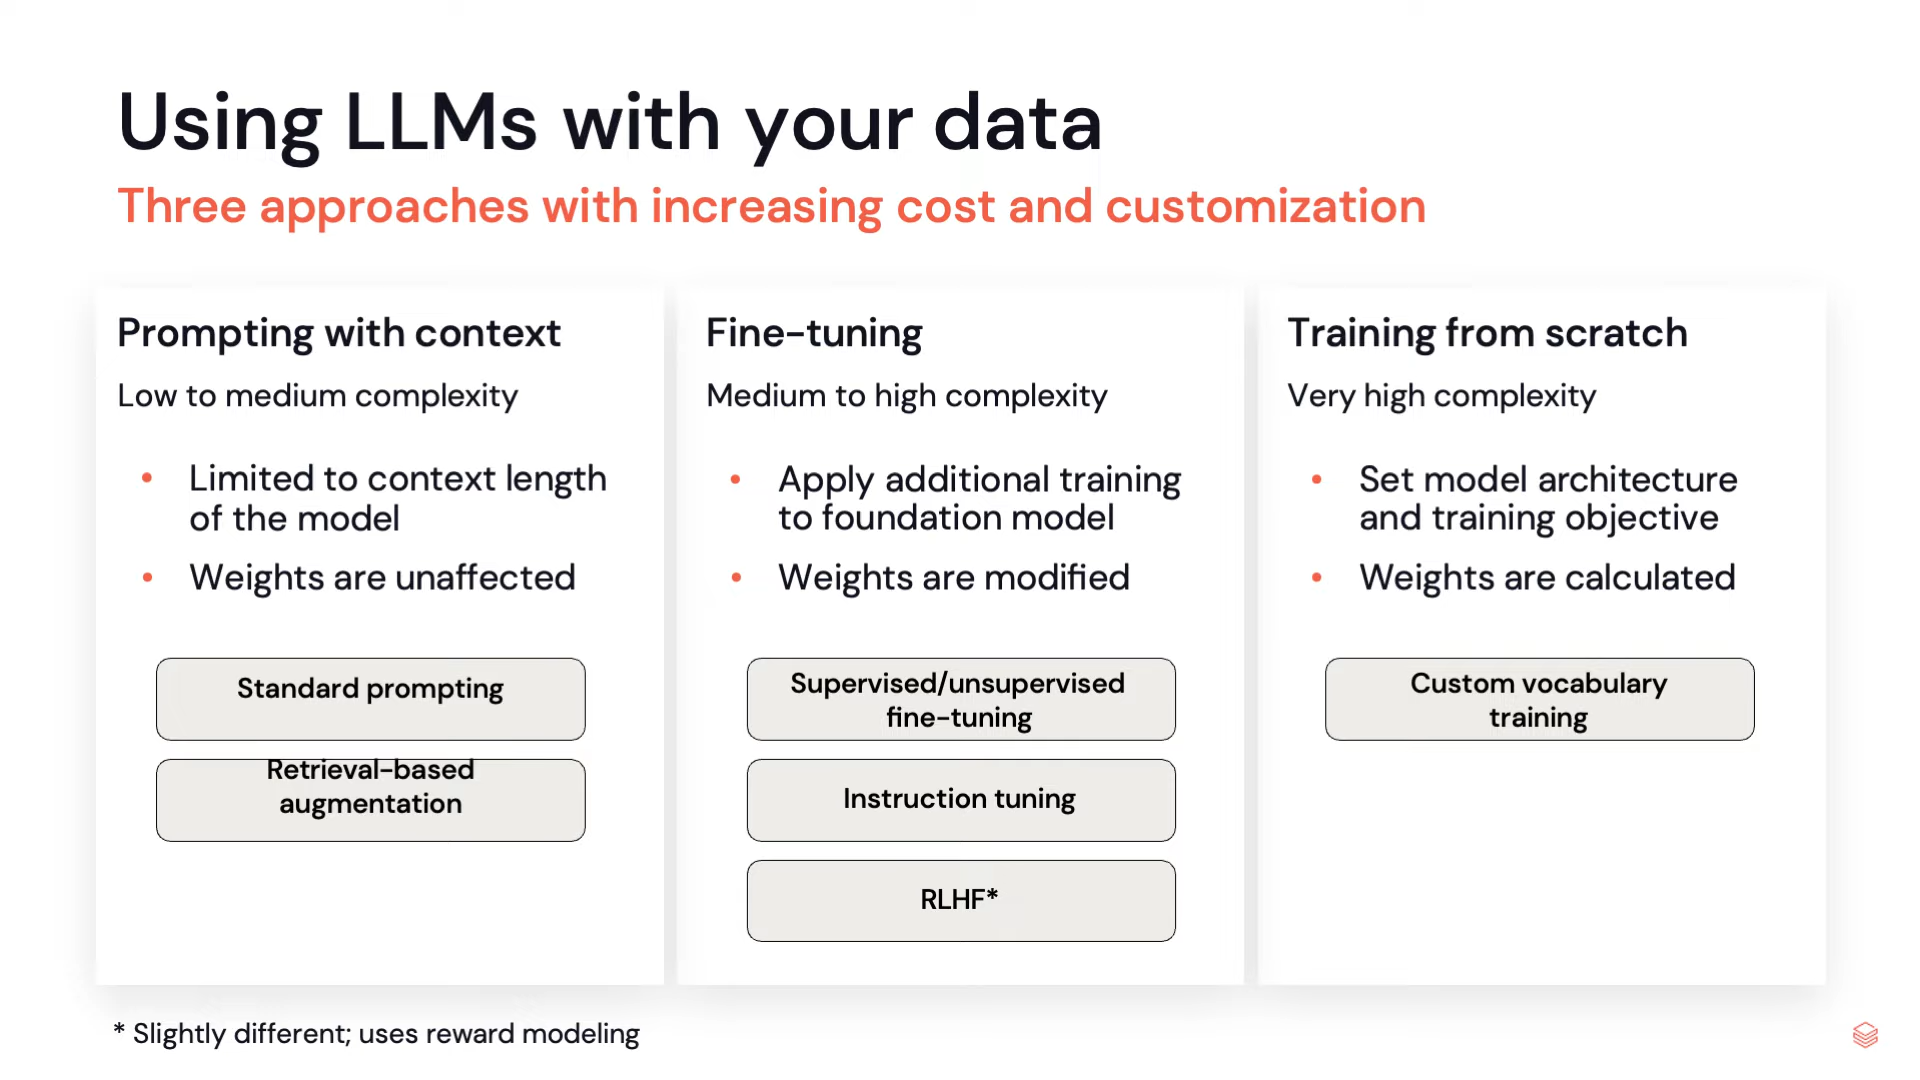 Using LLMs with your data
Three approaches with increasing cost and customization
Prompting with context
Low to medium complexity
• Limited to context length
of the model
• Weights are unaffected
Standard prompting
Retrieval-based
augmentation
Fine-tuning
Medium to high complexity
• Apply additional training
to foundation model
• Weights are modified
Supervised/unsupervised
fine-tuning
Instruction tuning
RLHF*
Training from scratch
Very high complexity
• Set model architecture
and training objective
• Weights are calculated
Custom vocabulary
training
* Slightly different; uses reward modeling